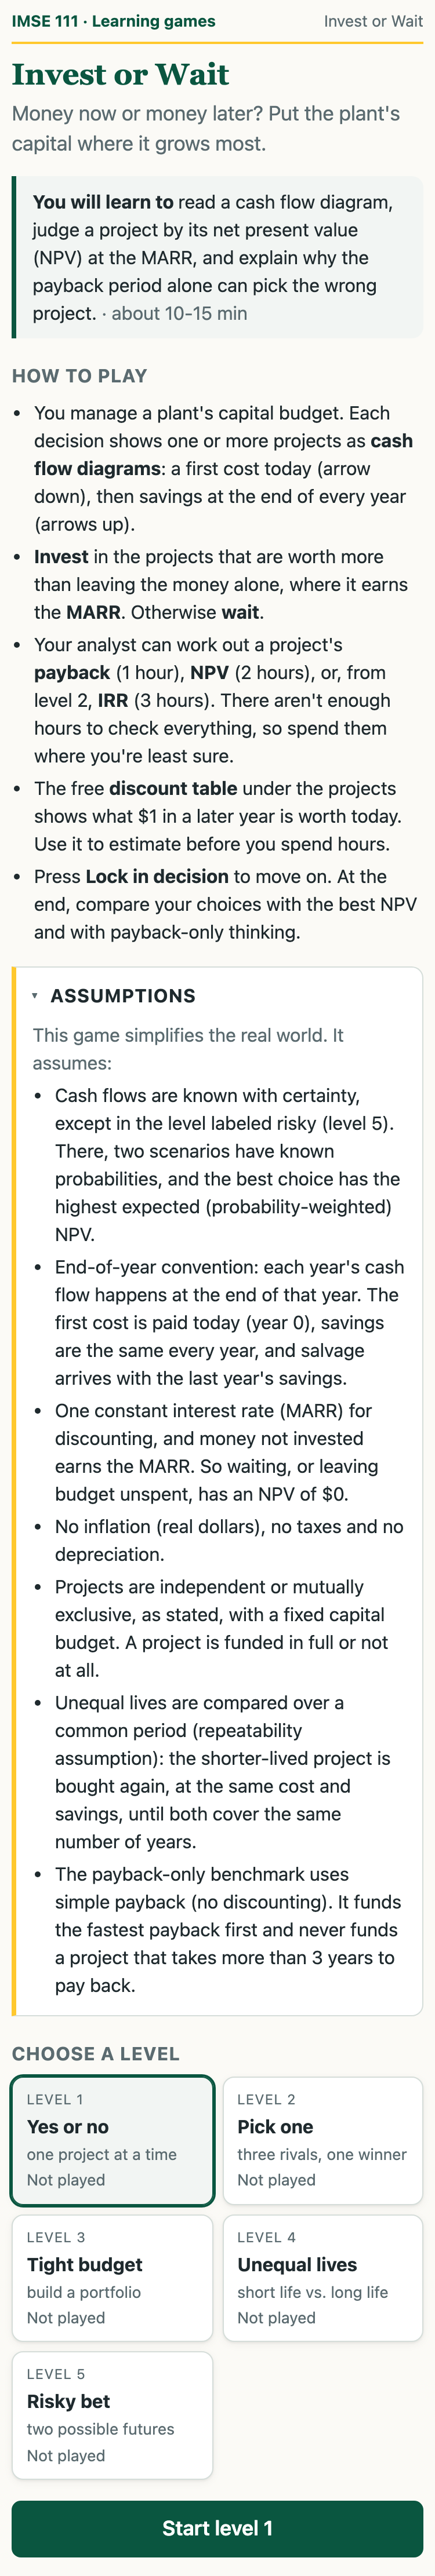 IMSE 111 · Learning games
Invest or Wait
Invest or Wait
Money now or money later? Put the plant's
capital where it grows most.
You will learn to read a cash flow diagram,
judge a project by its net present value
(NPV) at the MARR, and explain why the
payback period alone can pick the wrong
project. · about 10-15 min
HOW TO PLAY
• You manage a plant's capital budget. Each
decision shows one or more projects as cash
flow diagrams: a first cost today (arrow
down), then savings at the end of every year
(arrows up).
• Invest in the projects that are worth more
than leaving the money alone, where it earns
the MARR. Otherwise wait.
• Your analyst can work out a project's
payback (1 hour), NPV (2 hours), or, from
level 2, IRR (3 hours). There aren't enough
hours to check everything, so spend them
where you're least sure.
• The free discount table under the projects
shows what $1 in a later year is worth today.
Use it to estimate before you spend hours.
• Press Lock in decision to move on. At the
end, compare your choices with the best NPV
and with payback-only thinking.
▾ ASSUMPTIONS
This game simplifies the real world. It
assumes:
• Cash flows are known with certainty,
except in the level labeled risky (level 5).
There, two scenarios have known
probabilities, and the best choice has the
highest expected (probability-weighted)
NPV.
• End-of-year convention: each year's cash
flow happens at the end of that year. The
first cost is paid today (year 0), savings
are the same every year, and salvage
arrives with the last year's savings.
• One constant interest rate (MARR) for
discounting, and money not invested
earns the MARR. So waiting, or leaving
budget unspent, has an NPV of $0.
• No inflation (real dollars), no taxes and no
depreciation.
• Projects are independent or mutually
exclusive, as stated, with a fixed capital
budget. A project is funded in full or not
at all.
• Unequal lives are compared over a
common period (repeatability
assumption): the shorter-lived project is
bought again, at the same cost and
savings, until both cover the same
number of years.
• The payback-only benchmark uses
simple payback (no discounting). It funds
the fastest payback first and never funds
a project that takes more than 3 years to
pay back.
CHOOSE A LEVEL
LEVEL 1
Yes or no
one project at a time
Not played
LEVEL 2
Pick one
three rivals, one winner
Not played
LEVEL 3
Tight budget
build a portfolio
Not played
LEVEL 4
Unequal lives
short life vs. long life
Not played
LEVEL 5
Risky bet
two possible futures
Not played
Start level 1